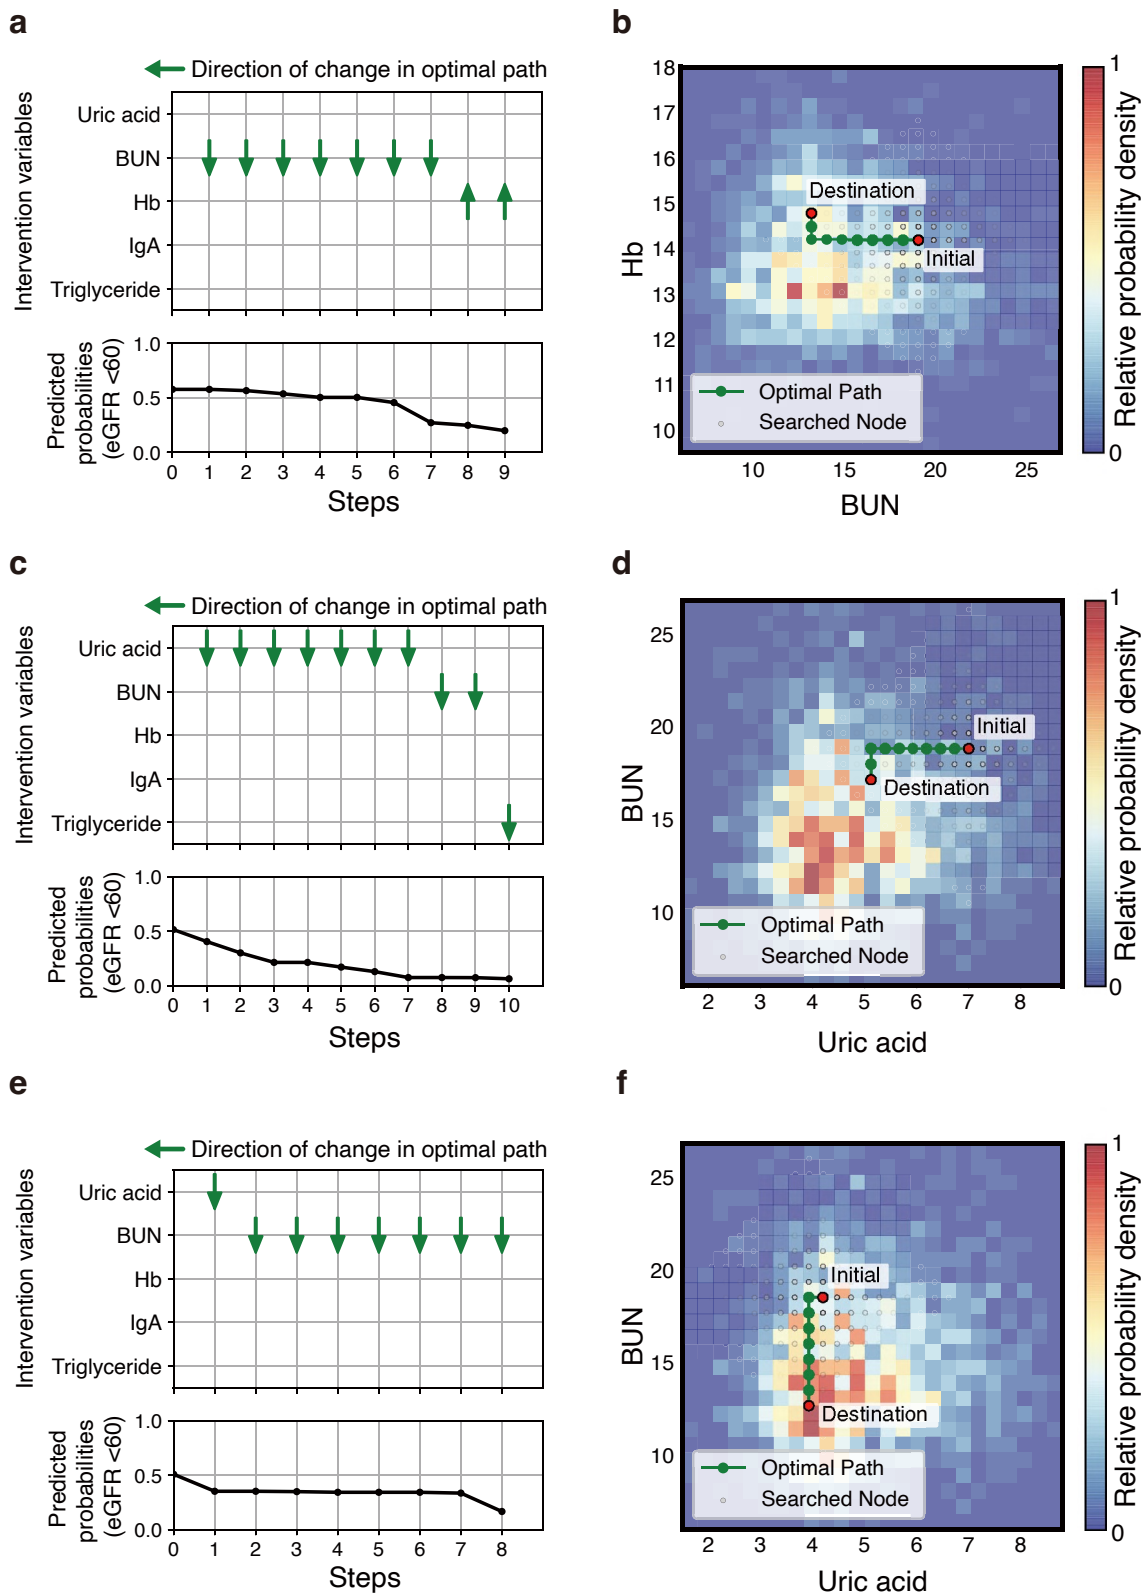 a
Direction of change in optimal path
Intervention variables
Uric acid
BUN
Hb
IgA
Triglyceride
Predicted
probabilities
(eGFR <60)
1.0
0.5
0.0
0 1 2 3 4 5 6 7 8 9
Steps
b
Hb
18
17
16
15
14
13
12
11
10
Destination
Initial
Optimal Path
Searched Node
10 15 20 25
BUN
1
0
Relative probability density
c
Direction of change in optimal path
Intervention variables
Uric acid
BUN
Hb
IgA
Triglyceride
Predicted
probabilities
(eGFR <60)
1.0
0.5
0.0
0 1 2 3 4 5 6 7 8 9 10
Steps
d
BUN
25
20
15
10
Initial
Destination
Optimal Path
Searched Node
2 3 4 5 6 7 8
Uric acid
1
0
Relative probability density
e
Direction of change in optimal path
Intervention variables
Uric acid
BUN
Hb
IgA
Triglyceride
Predicted
probabilities
(eGFR <60)
1.0
0.5
0.0
0 1 2 3 4 5 6 7 8
Steps
f
BUN
25
20
15
10
Initial
Destination
Optimal Path
Searched Node
2 3 4 5 6 7 8
Uric acid
1
0
Relative probability density